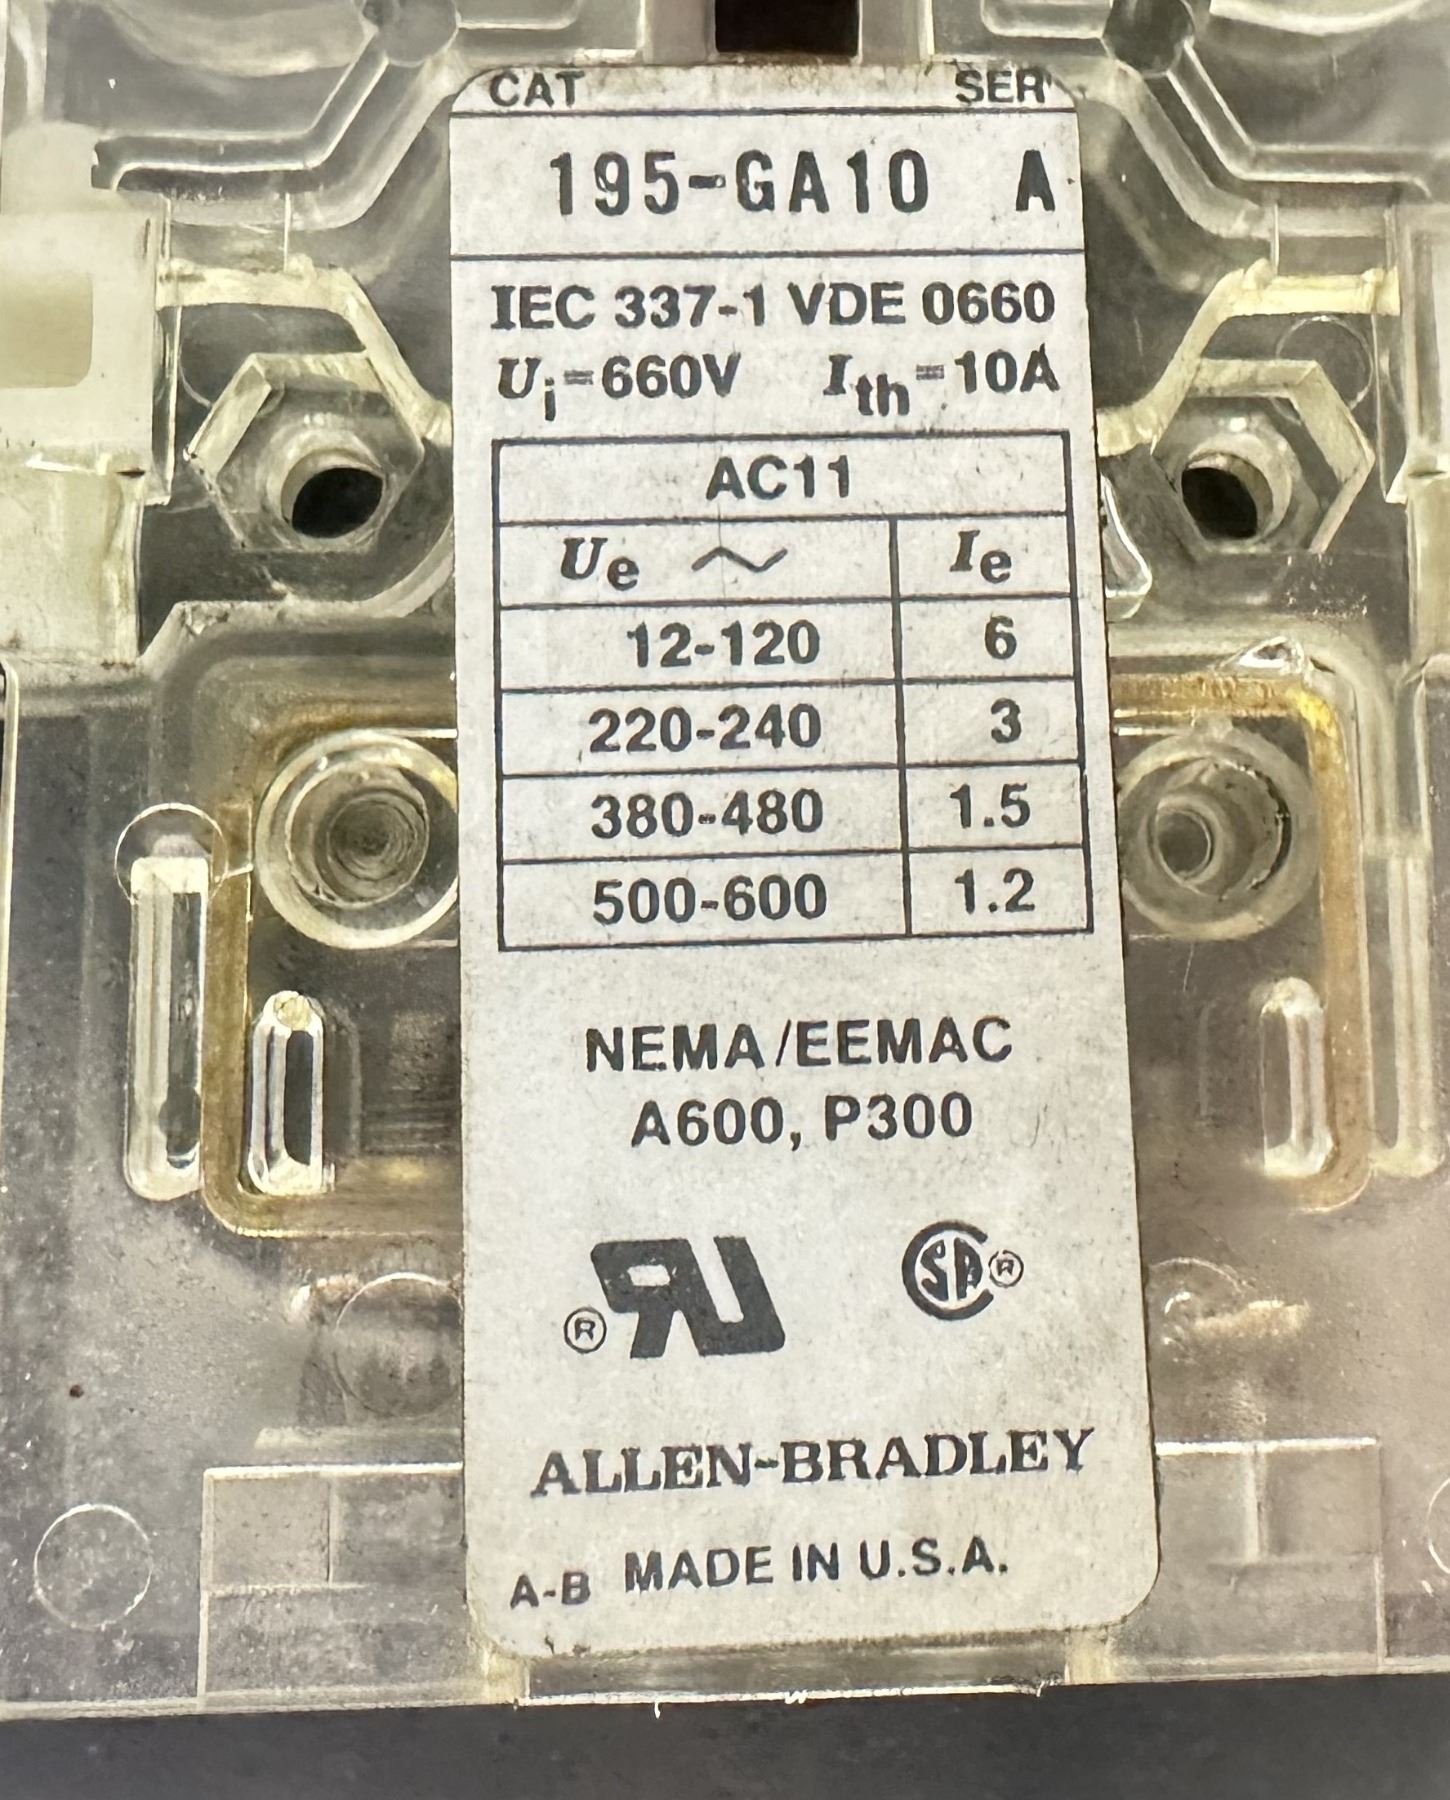 CAT SER
195-GA10 A
IEC 337-1 VDE 0660
Ui=660V Ith=10A
AC11
Ue ~ Ie
12-120 6
220-240 3
380-480 1.5
500-600 1.2
NEMA/EEMAC
A600, P300
RU® SA®
ALLEN-BRADLEY
A-B MADE IN U.S.A.